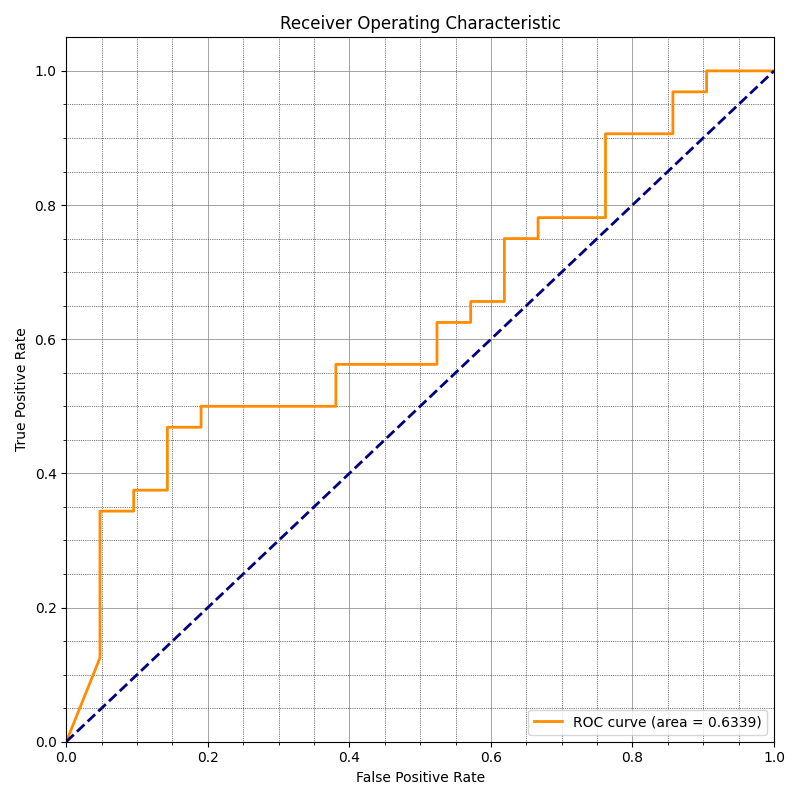 Receiver Operating Characteristic
True Positive Rate
1.0
0.8
0.6
0.4
0.2
0.0
ROC curve (area = 0.6339)
0.0 0.2 0.4 0.6 0.8 1.0
False Positive Rate